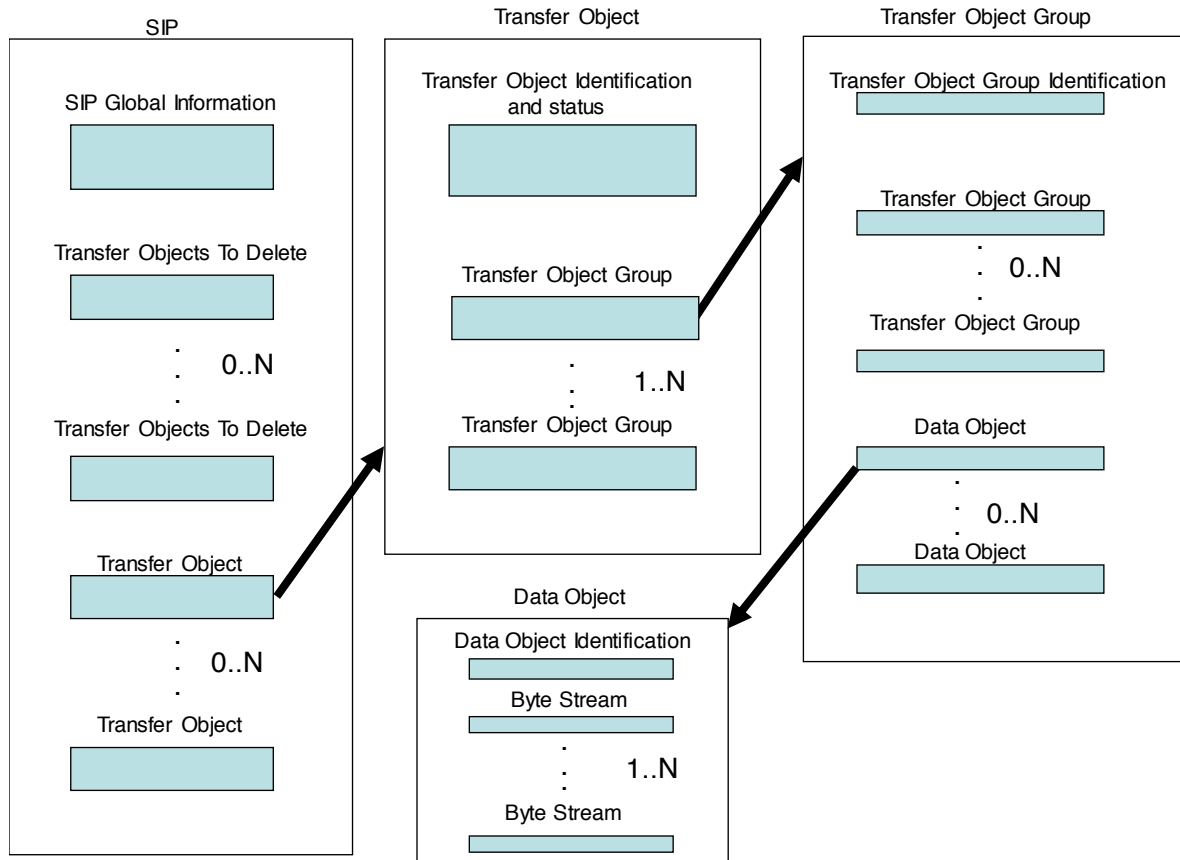 SIP
SIP Global Information
Transfer Objects To Delete
0..N
Transfer Objects To Delete
Transfer Object
0..N
Transfer Object
Transfer Object
Transfer Object Identification
and status
Transfer Object Group
1..N
Transfer Object Group
Transfer Object Group
Transfer Object Group Identification
Transfer Object Group
0..N
Transfer Object Group
Data Object
0..N
Data Object
Data Object
Data Object Identification
Byte Stream
1..N
Byte Stream